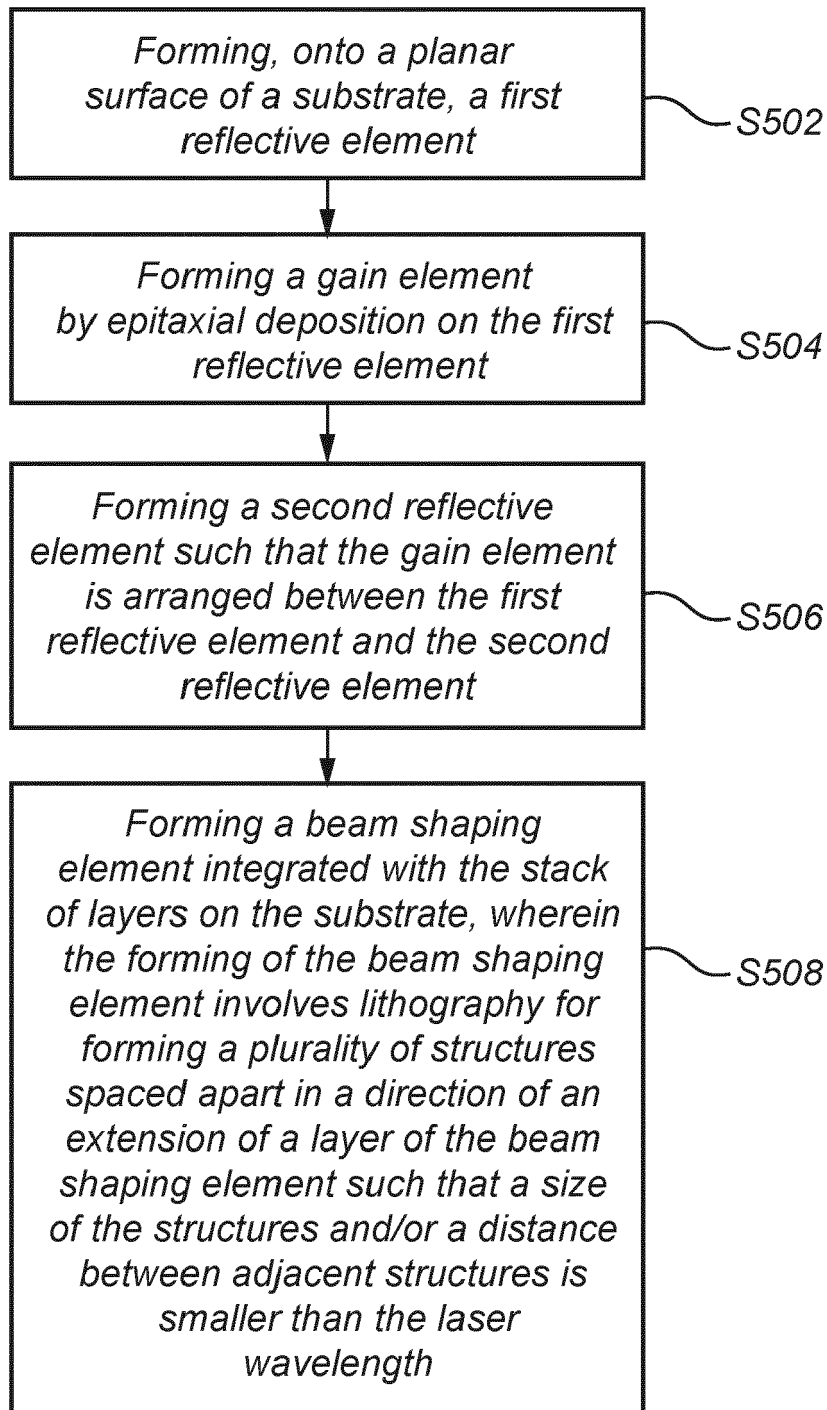 Forming, onto a planar
surface of a substrate, a first
reflective element
S502
Forming a gain element
by epitaxial deposition on the first
reflective element
S504
Forming a second reflective
element such that the gain element
is arranged between the first
reflective element and the second
reflective element
S506
Forming a beam shaping
element integrated with the stack
of layers on the substrate, wherein
the forming of the beam shaping
element involves lithography for
forming a plurality of structures
spaced apart in a direction of an
extension of a layer of the beam
shaping element such that a size
of the structures and/or a distance
between adjacent structures is
smaller than the laser
wavelength
S508